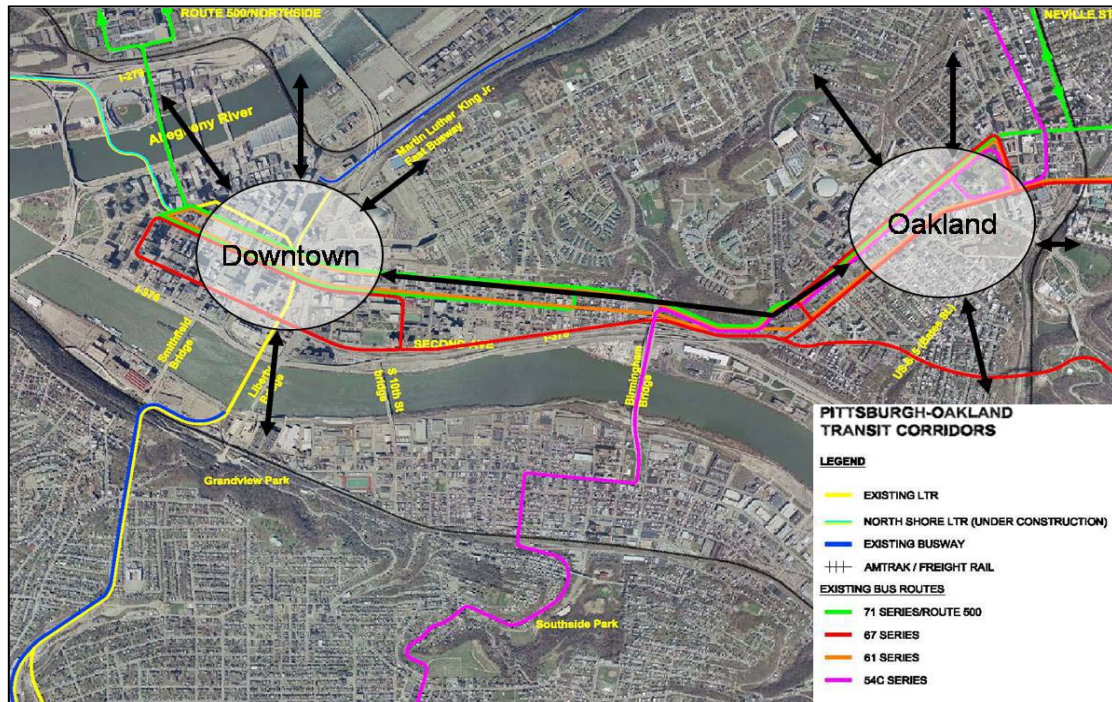 ROUTE 500/NORTHSIDE
NEVILLE ST
I-279
Allegheny River
Martin Luther King Jr.
East Busway
Downtown
Oakland
I-376
SECOND AVE
I-376
Smithfield
Bridge
S 10th St
bridge
Birmingham
Bridge
Grandview Park
Southside Park
PITTSBURGH-OAKLAND
TRANSIT CORRIDORS
LEGEND
EXISTING LTR
NORTH SHORE LTR (UNDER CONSTRUCTION)
EXISTING BUSWAY
AMTRAK / FREIGHT RAIL
EXISTING BUS ROUTES
71 SERIES/ROUTE 500
67 SERIES
61 SERIES
54C SERIES